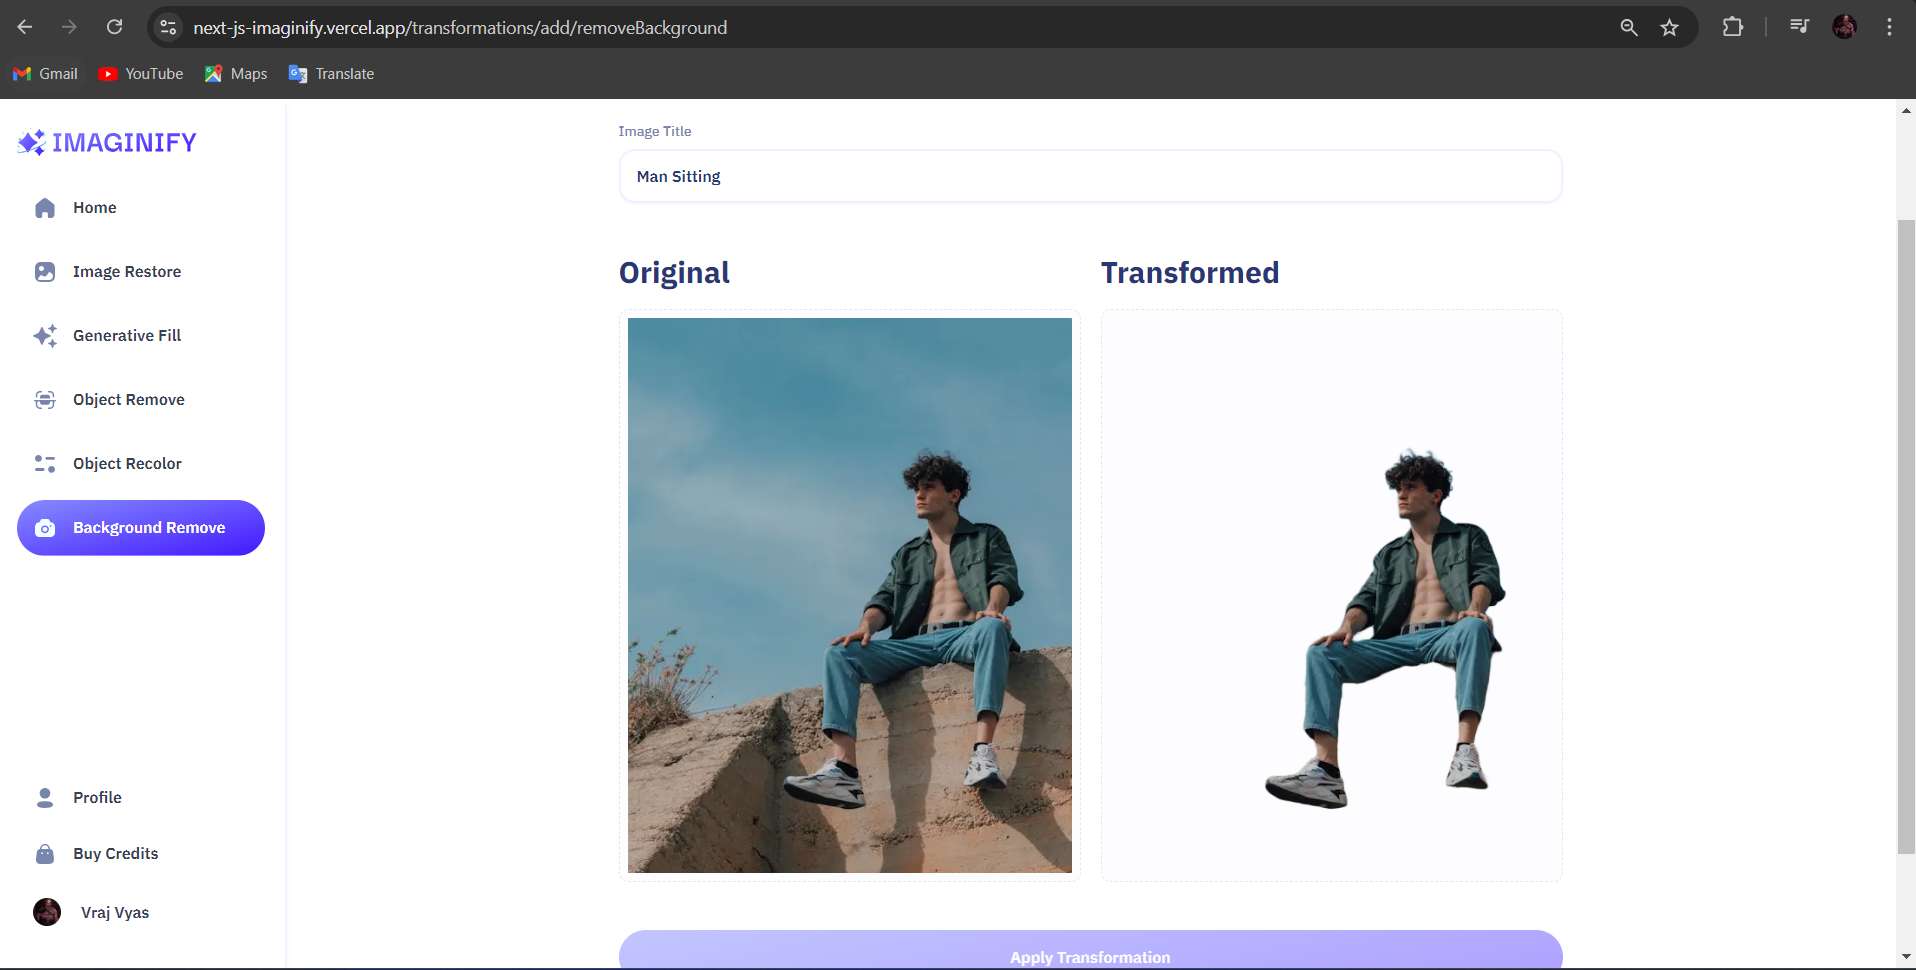 next-js-imaginify.vercel.app/transformations/add/removeBackground
Gmail
YouTube
Maps
Translate
IMAGINIFY
Home
Image Restore
Generative Fill
Object Remove
Object Recolor
Background Remove
Profile
Buy Credits
Vraj Vyas
Image Title
Man Sitting
Original
Transformed
Apply Transformation